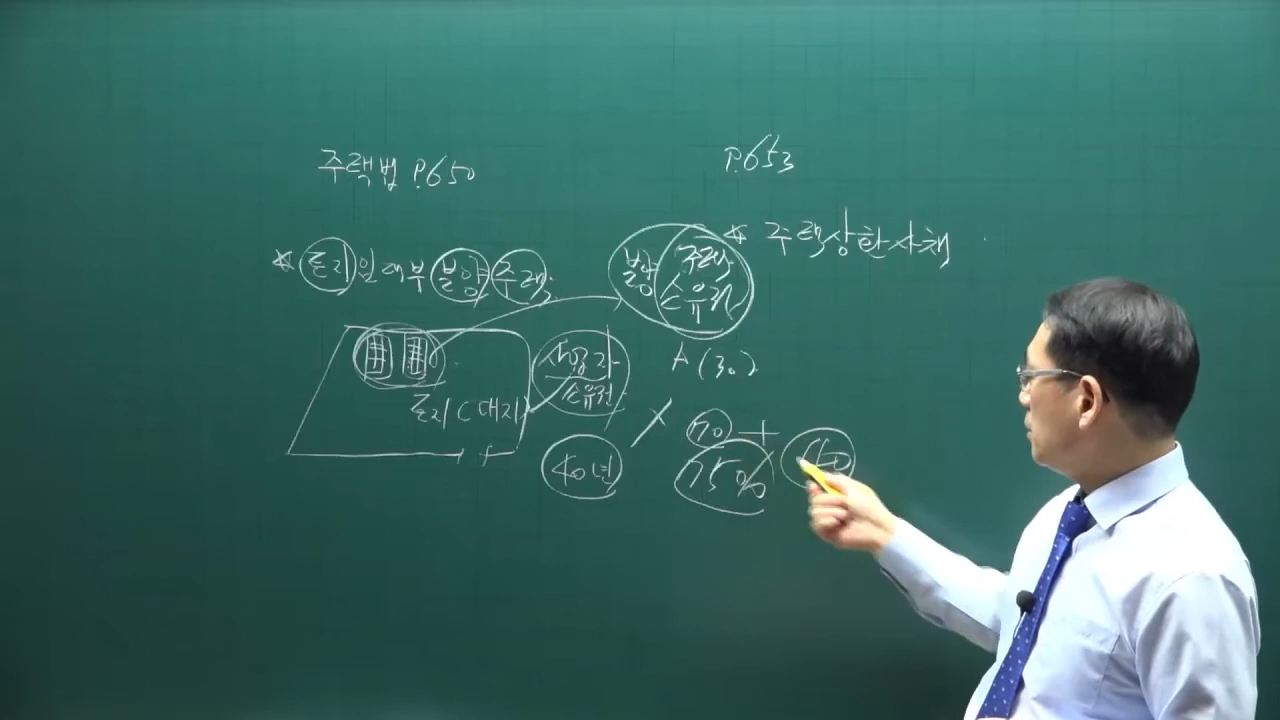 주택법 P.650
P.653
* 토지임대부 분양 주택
분양 주택 소유권
* 주택상환사채
토지 (대지)
사용자
소유권
A (30)
40년
70 +
75%